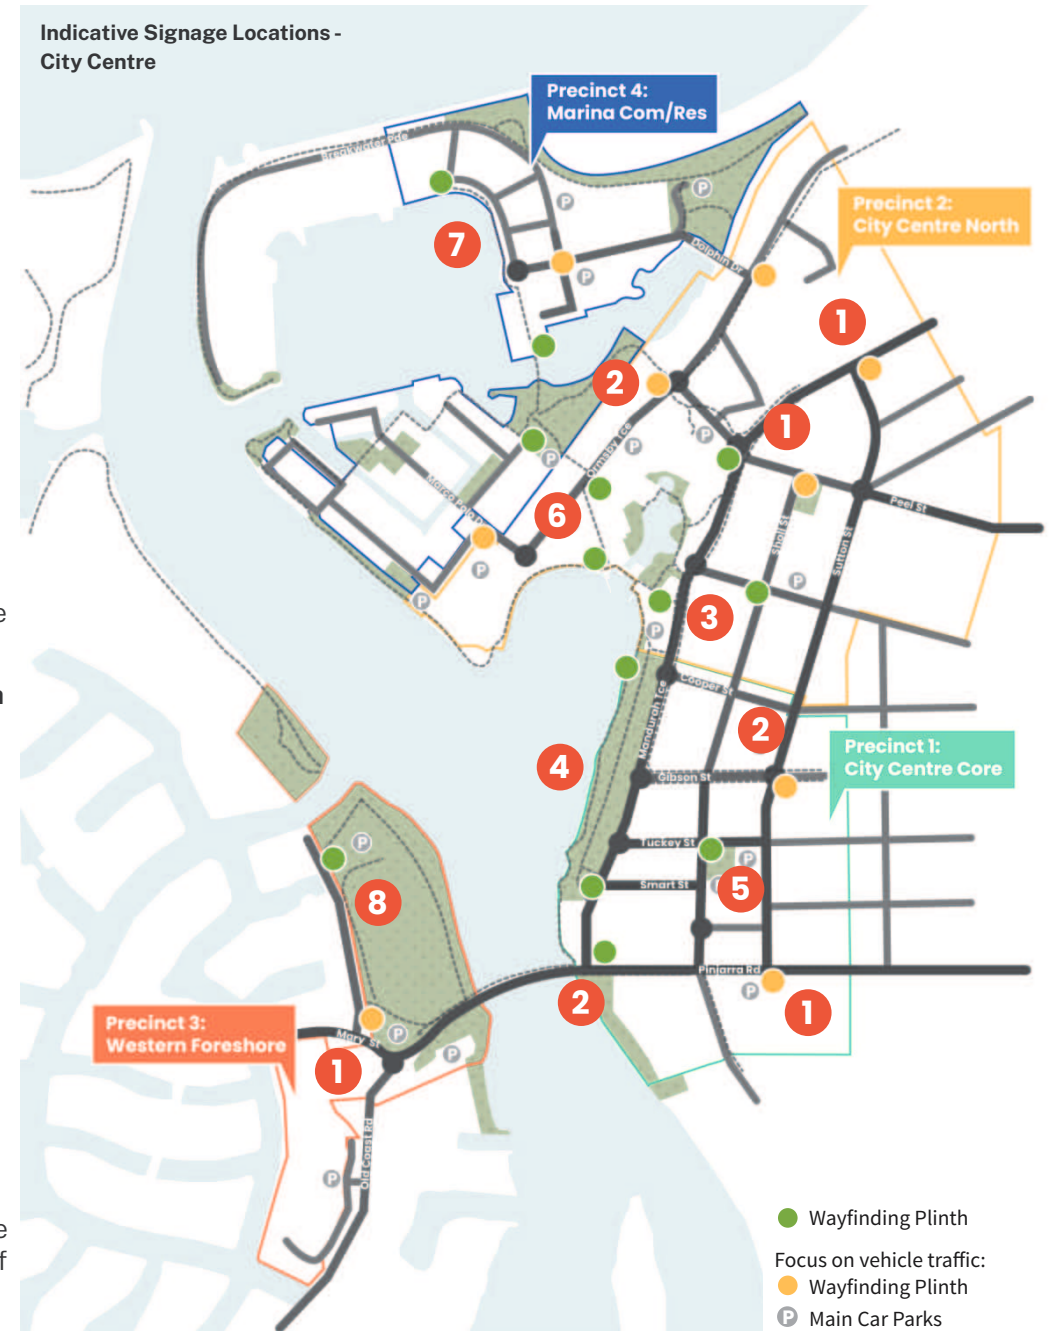 Indicative Signage Locations -
City Centre
Precinct 4:
Marina Com/Res
Breakwater Pde
P
Precinct 2:
City Centre North
7
P
Dolphin Dr
P
1
2
1
P
Ormsby Tce
P
P
Marco Polo D
6
Peel St
Sholl St
Sutton St
P
P
P
3
P
e
Cooper St
Mandurah Tce
n
2
Precinct 1:
City Centre Core
4
Gibson St
P
Tuckey St
P
8
Smart St
5
Pinjarra Rd
P
2
1
Precinct 3:
Western Foreshore
Mary St
P
P
1
Old Coast Rd
P
e
f
Wayfinding Plinth
Focus on vehicle traffic:
Wayfinding Plinth
P Main Car Parks